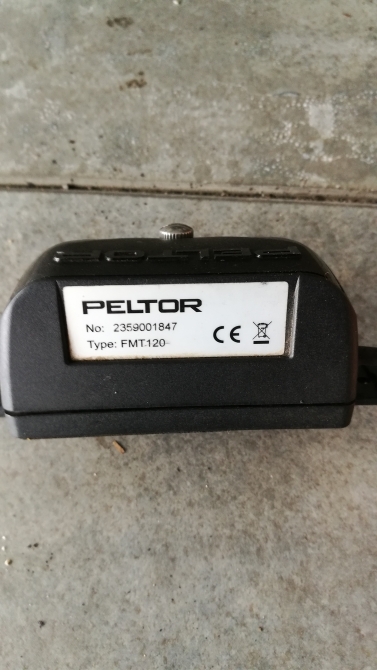 PELTOR
No: 2359001847
Type: FMT120
CE